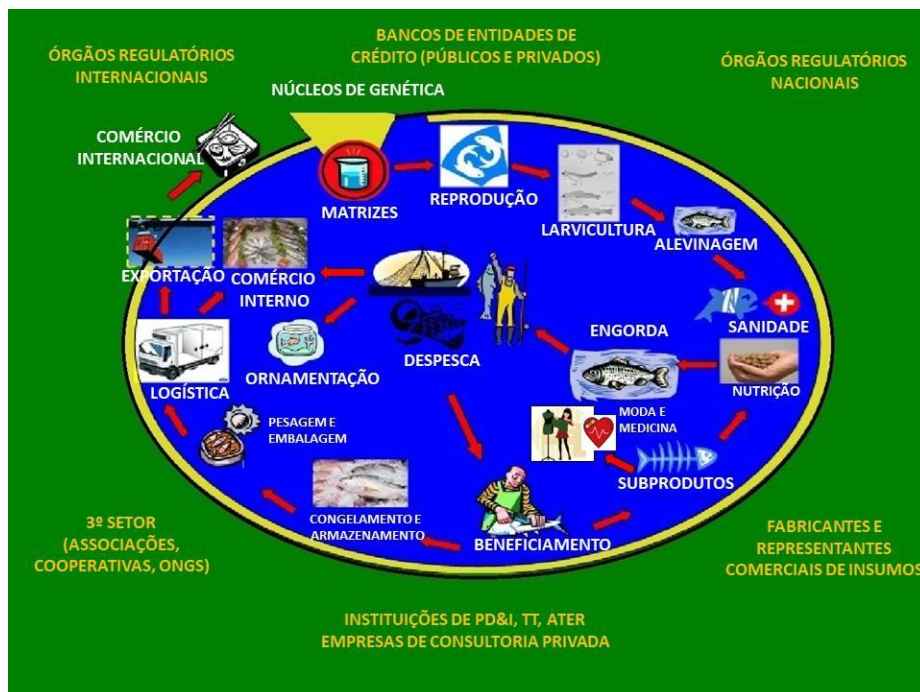 BANCOS DE ENTIDADES DE
CRÉDITO (PÚBLICOS E PRIVADOS)
ÓRGÃOS REGULATÓRIOS
INTERNACIONAIS
ÓRGÃOS REGULATÓRIOS
NACIONAIS
NÚCLEOS DE GENÉTICA
COMÉRCIO
INTERNACIONAL
MATRIZES
REPRODUÇÃO
LARVICULTURA
ALEVINAGEM
EXPORTAÇÃO
COMÉRCIO
INTERNO
SANIDADE
ENGORDA
DESPESCA
ORNAMENTAÇÃO
LOGÍSTICA
NUTRIÇÃO
PESAGEM E
EMBALAGEM
MODA E
MEDICINA
SUBPRODUTOS
CONGELAMENTO E
ARMAZENAMENTO
BENEFICIAMENTO
3º SETOR
(ASSOCIAÇÕES,
COOPERATIVAS, ONGS)
FABRICANTES E
REPRESENTANTES
COMERCIAIS DE INSUMOS
INSTITUIÇÕES DE PD&I, TT, ATER
EMPRESAS DE CONSULTORIA PRIVADA